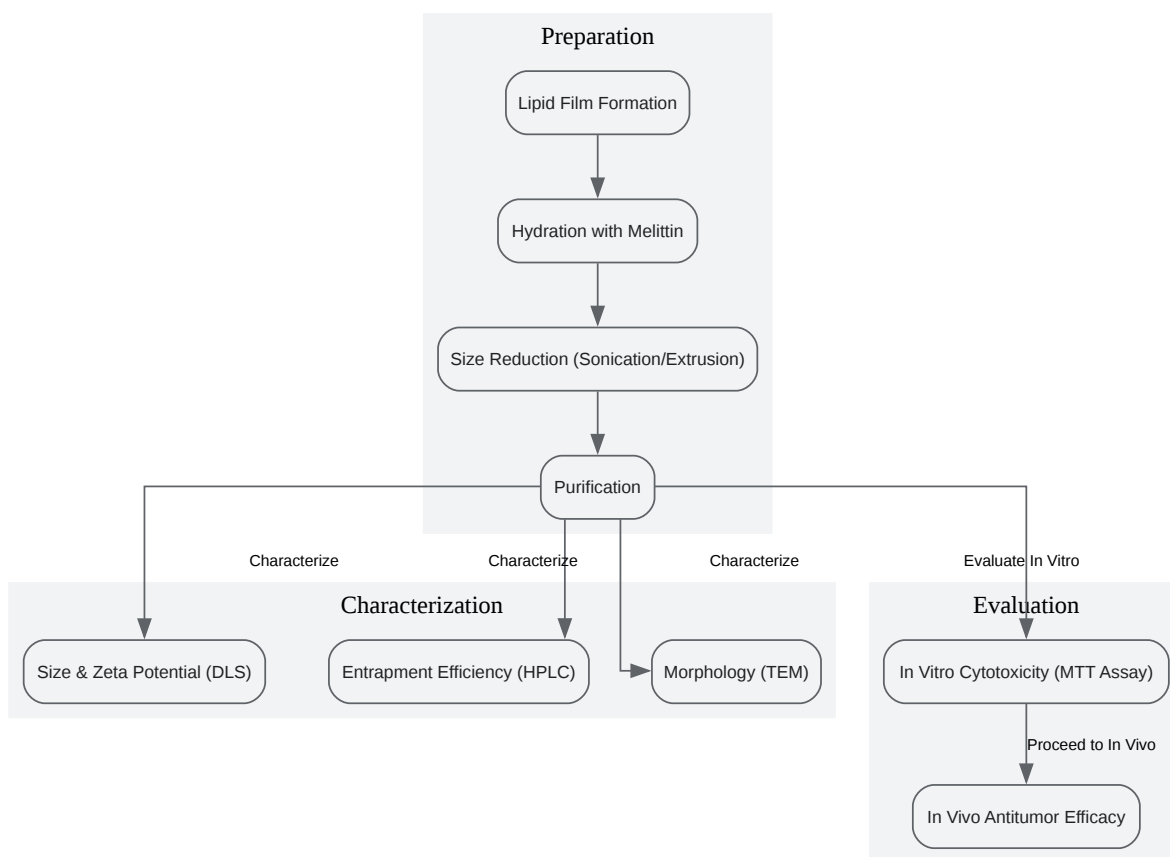 Preparation
Lipid Film Formation
Hydration with Melittin
Size Reduction (Sonication/Extrusion)
Purification
Characterize
Characterize
Characterize
Evaluate In Vitro
Characterization
Evaluation
Size & Zeta Potential (DLS)
Entrapment Efficiency (HPLC)
Morphology (TEM)
In Vitro Cytotoxicity (MTT Assay)
Proceed to In Vivo
In Vivo Antitumor Efficacy